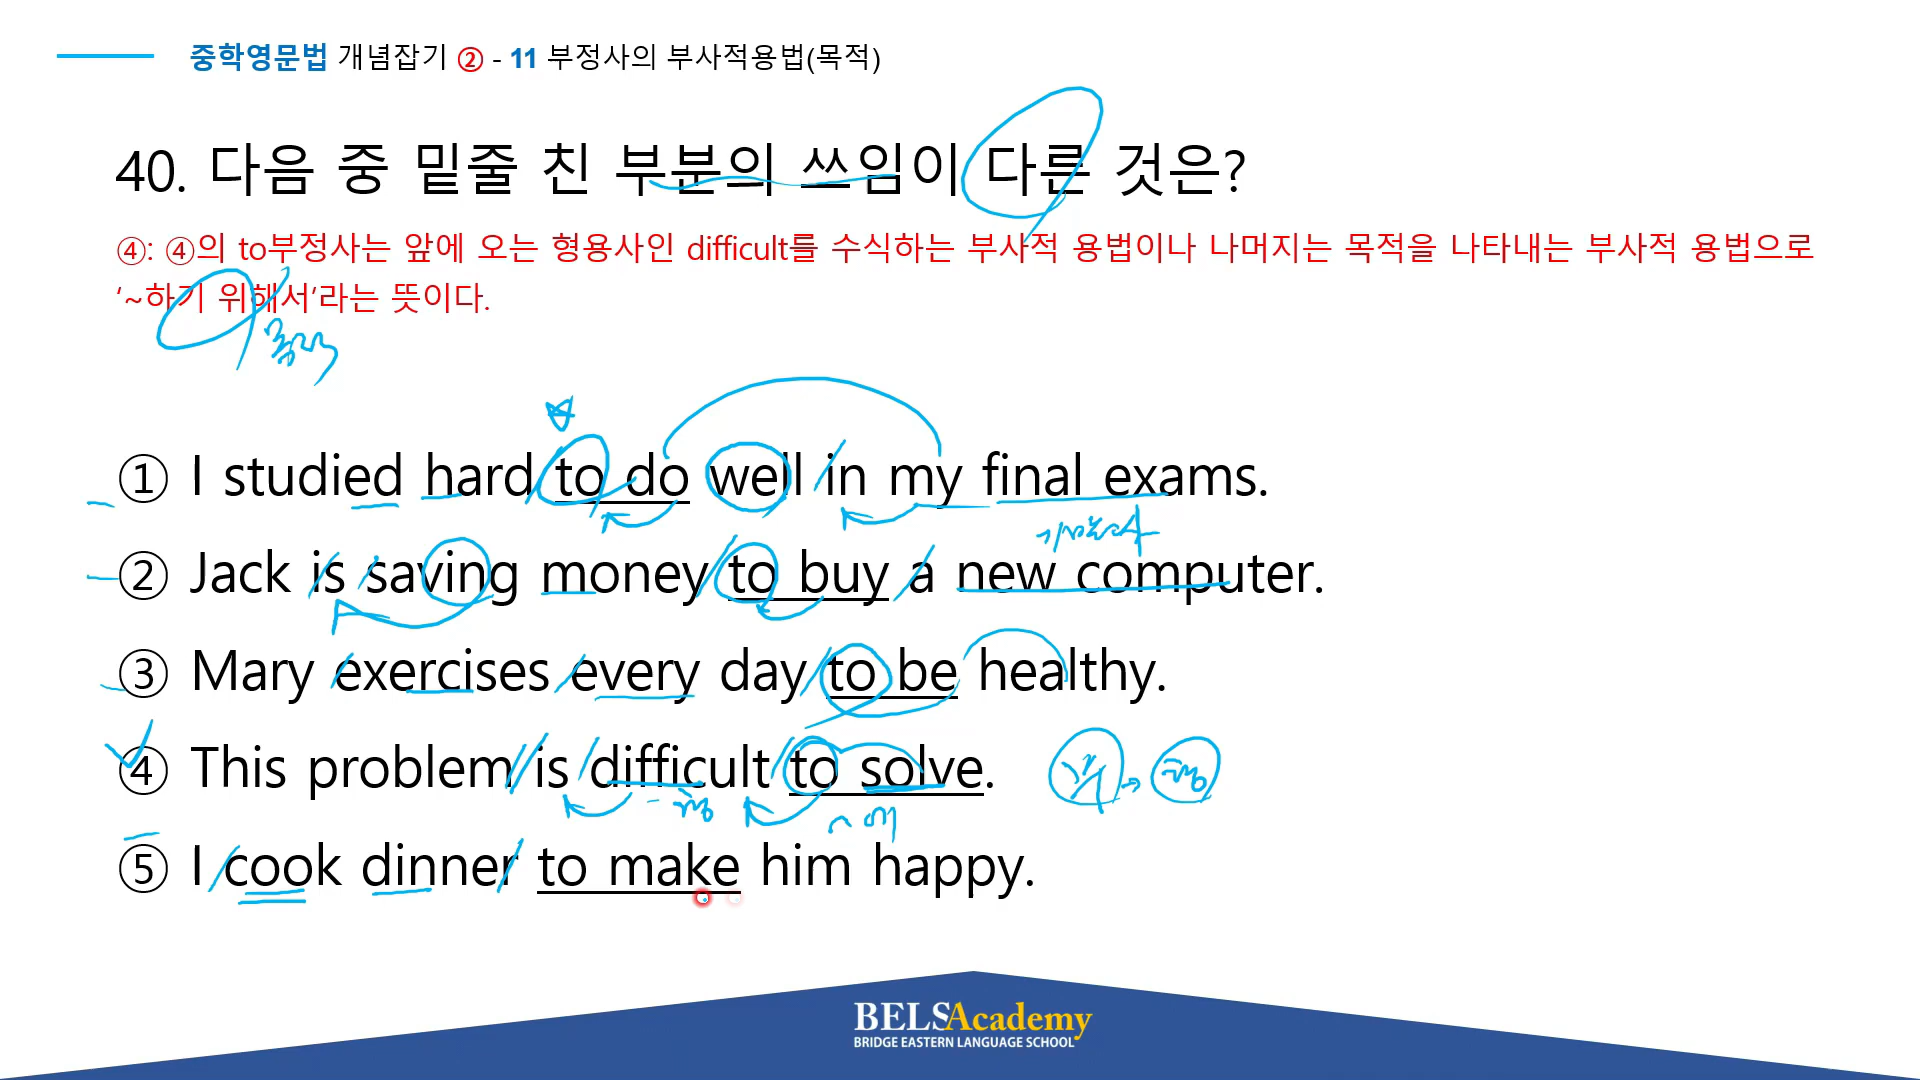 중학영문법 개념잡기 ② - 11 부정사의 부사적용법(목적)
40. 다음 중 밑줄 친 부분의 쓰임이 다른 것은?
④: ④의 to부정사는 앞에 오는 형용사인 difficult를 수식하는 부사적 용법이나 나머지는 목적을 나타내는 부사적 용법으로
‘~하기 위해서’라는 뜻이다.
① I studied hard to do well in my final exams.
② Jack is saving money to buy a new computer.
③ Mary exercises every day to be healthy.
④ This problem is difficult to solve.
⑤ I cook dinner to make him happy.
BELSAcademy
BRIDGE EASTERN LANGUAGE SCHOOL